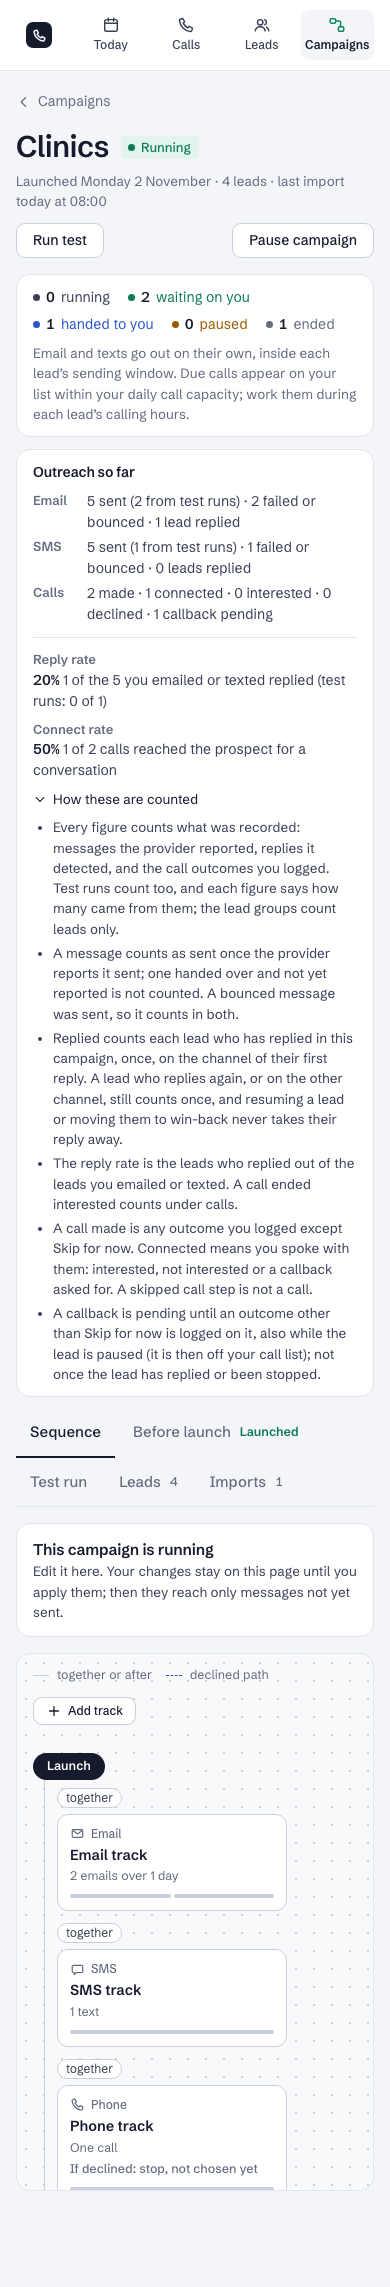 Today
Calls
Leads
Campaigns
Campaigns
Clinics
Running
Launched Monday 2 November · 4 leads · last import
today at 08:00
Run test
Pause campaign
0 running
2 waiting on you
1 handed to you
0 paused
1 ended
Email and texts go out on their own, inside each
lead’s sending window. Due calls appear on your
list within your daily call capacity; work them during
each lead’s calling hours.
Outreach so far
Email
5 sent (2 from test runs) · 2 failed or
bounced · 1 lead replied
SMS
5 sent (1 from test runs) · 1 failed or
bounced · 0 leads replied
Calls
2 made · 1 connected · 0 interested · 0
declined · 1 callback pending
Reply rate
20% 1 of the 5 you emailed or texted replied (test
runs: 0 of 1)
Connect rate
50% 1 of 2 calls reached the prospect for a
conversation
How these are counted
• Every figure counts what was recorded:
messages the provider reported, replies it
detected, and the call outcomes you logged.
Test runs count too, and each figure says how
many came from them; the lead groups count
leads only.
• A message counts as sent once the provider
reports it sent; one handed over and not yet
reported is not counted. A bounced message
was sent, so it counts in both.
• Replied counts each lead who has replied in this
campaign, once, on the channel of their first
reply. A lead who replies again, or on the other
channel, still counts once, and resuming a lead
or moving them to win-back never takes their
reply away.
• The reply rate is the leads who replied out of the
leads you emailed or texted. A call ended
interested counts under calls.
• A call made is any outcome you logged except
Skip for now. Connected means you spoke with
them: interested, not interested or a callback
asked for. A skipped call step is not a call.
• A callback is pending until an outcome other
than Skip for now is logged on it, also while the
lead is paused (it is then off your call list); not
once the lead has replied or been stopped.
Sequence
Before launch Launched
Test run
Leads 4
Imports 1
This campaign is running
Edit it here. Your changes stay on this page until you
apply them; then they reach only messages not yet
sent.
together or after
declined path
Add track
Launch
together
Email
Email track
2 emails over 1 day
together
SMS
SMS track
1 text
together
Phone
Phone track
One call
If declined: stop, not chosen yet